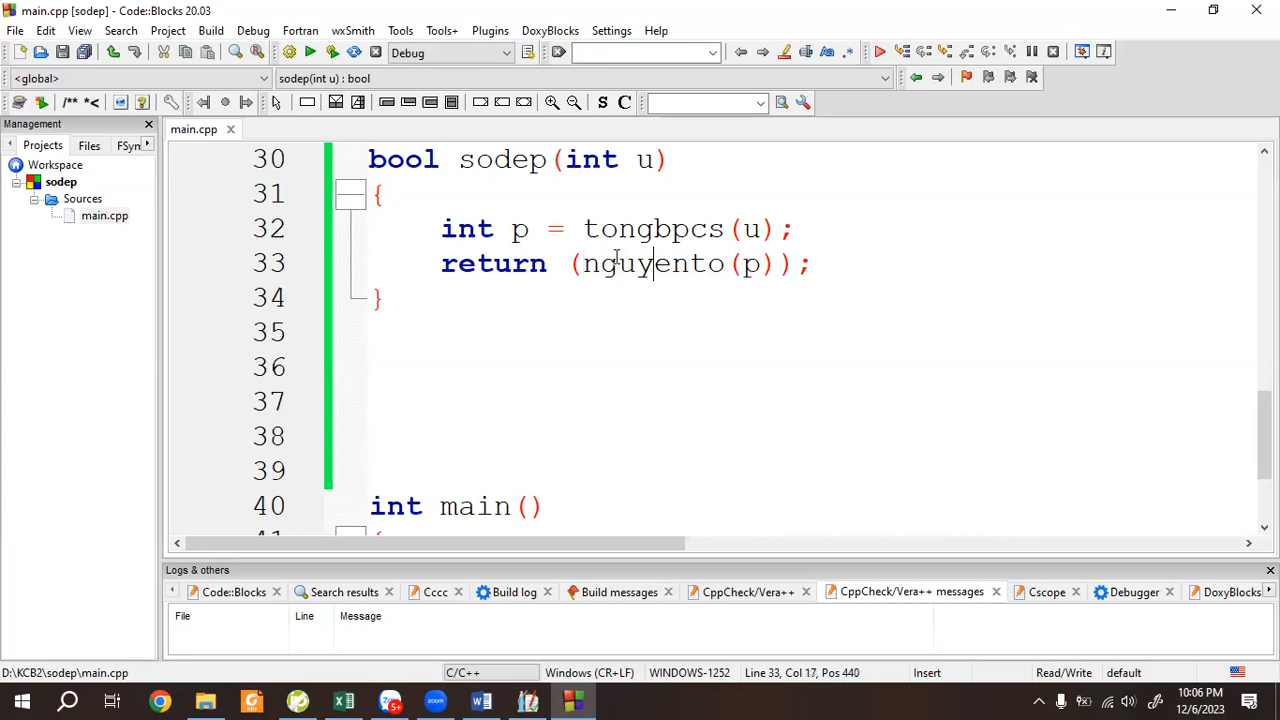 main.cpp [sodep] - Code::Blocks 20.03
File Edit View Search Project Build Debug Fortran wxSmith Tools Tools+ Plugins DoxyBlocks Settings Help
Debug
<global> sodep(int u) : bool
/** *< S C
Management
main.cpp
Projects Files FSym
Workspace
sodep
Sources
main.cpp
30 bool sodep(int u)
31 {
32 int p = tongbpcs(u);
33 return (nguyento(p));
34 }
35
36
37
38
39
40 int main()
Logs & others
Code::Blocks Search results Cccc Build log Build messages CppCheck/Vera++ CppCheck/Vera++ messages Cscope Debugger DoxyBlocks
File Line Message
D:\KCB2\sodep\main.cpp C/C++ Windows (CR+LF) WINDOWS-1252 Line 33, Col 17, Pos 440 Insert Read/Write default
10:06 PM
12/6/2023